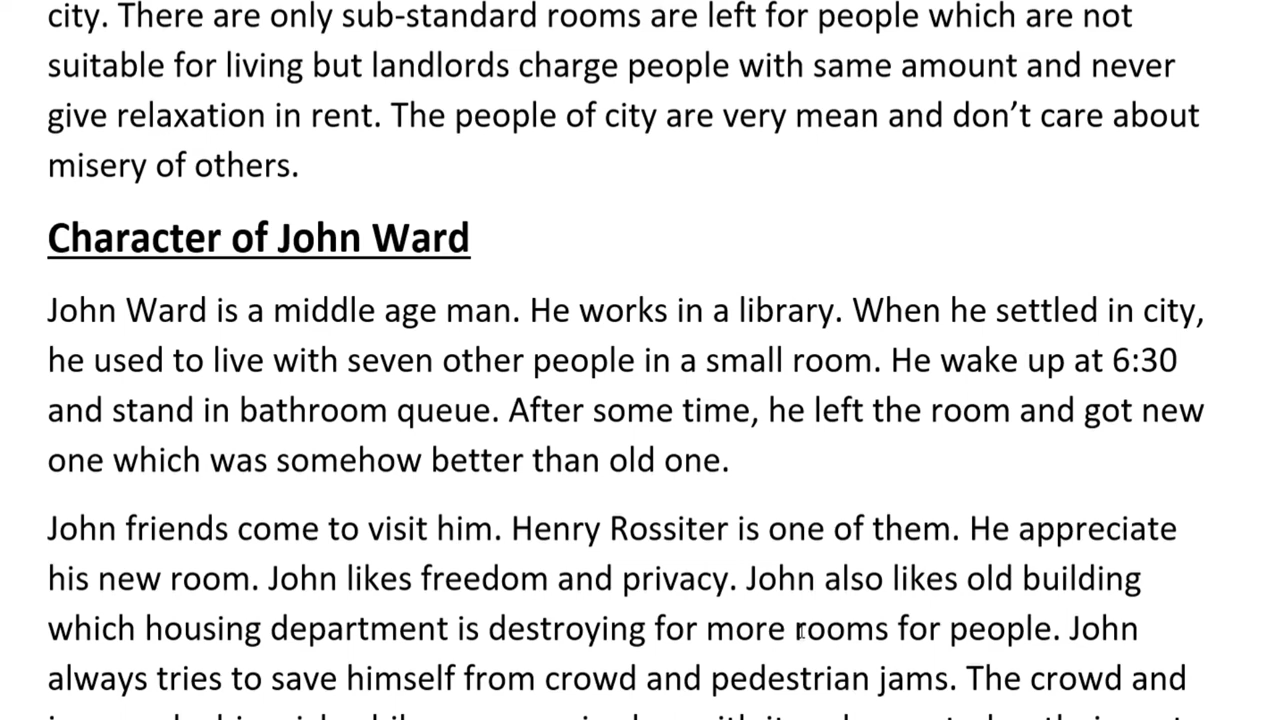 city. There are only sub-standard rooms are left for people which are not
suitable for living but landlords charge people with same amount and never
give relaxation in rent. The people of city are very mean and don’t care about
misery of others.
Character of John Ward
John Ward is a middle age man. He works in a library. When he settled in city,
he used to live with seven other people in a small room. He wake up at 6:30
and stand in bathroom queue. After some time, he left the room and got new
one which was somehow better than old one.
John friends come to visit him. Henry Rossiter is one of them. He appreciate
his new room. John likes freedom and privacy. John also likes old building
which housing department is destroying for more rooms for people. John
always tries to save himself from crowd and pedestrian jams. The crowd and